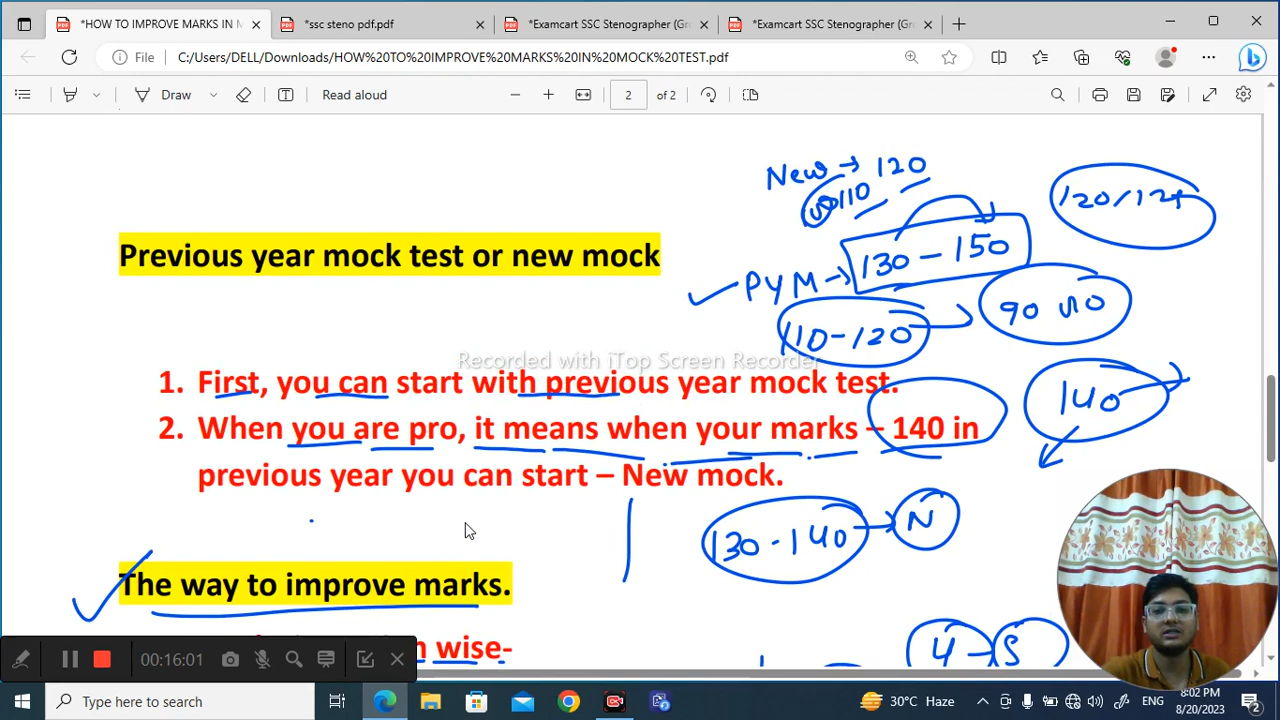 *HOW TO IMPROVE MARKS IN M
*ssc steno pdf.pdf
*Examcart SSC Stenographer (Gr
*Examcart SSC Stenographer (Gr
File
C:/Users/DELL/Downloads/HOW%20TO%20IMPROVE%20MARKS%20IN%20MOCK%20TEST.pdf
Draw
Read aloud
2
of 2
New → 120
110
120/124
Previous year mock test or new mock
130 - 150
PYM →
110-120
90
Recorded with iTop Screen Recorder
1. First, you can start with previous year mock test.
140
2. When you are pro, it means when your marks – 140 in
previous year you can start – New mock.
130-140 → N
The way to improve marks.
4 - 5
wise-
00:16:01
Type here to search
30°C Haze
ENG
8:02 PM
8/20/2023
2